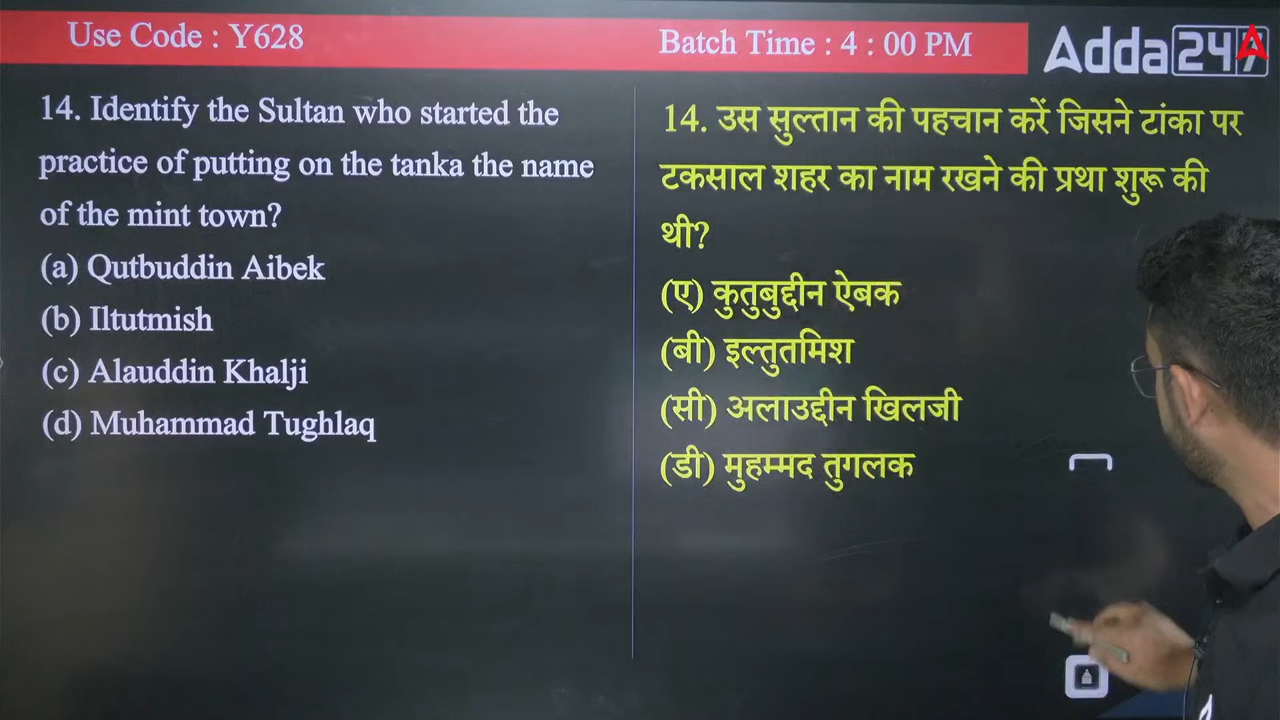 Use Code : Y628
Batch Time : 4 : 00 PM
Adda247
14. Identify the Sultan who started the
practice of putting on the tanka the name
of the mint town?
(a) Qutbuddin Aibek
(b) Iltutmish
(c) Alauddin Khalji
(d) Muhammad Tughlaq
14. उस सुल्तान की पहचान करें जिसने टांका पर
टकसाल शहर का नाम रखने की प्रथा शुरू की
थी?
(ए) कुतुबुद्दीन ऐबक
(बी) इल्तुतमिश
(सी) अलाउद्दीन खिलजी
(डी) मुहम्मद तुगलक